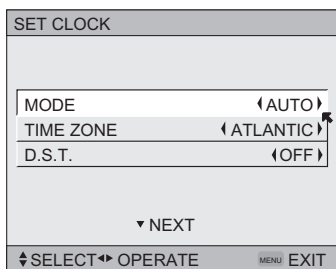 SET CLOCK
MODE AUTO
TIME ZONE ATLANTIC
D.S.T. OFF
NEXT
SELECT OPERATE MENU EXIT